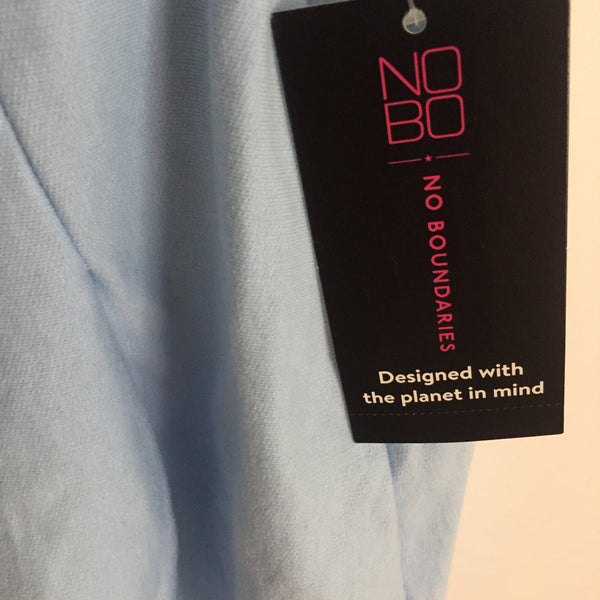 NO
BO
NO BOUNDARIES
Designed with
the planet in mind